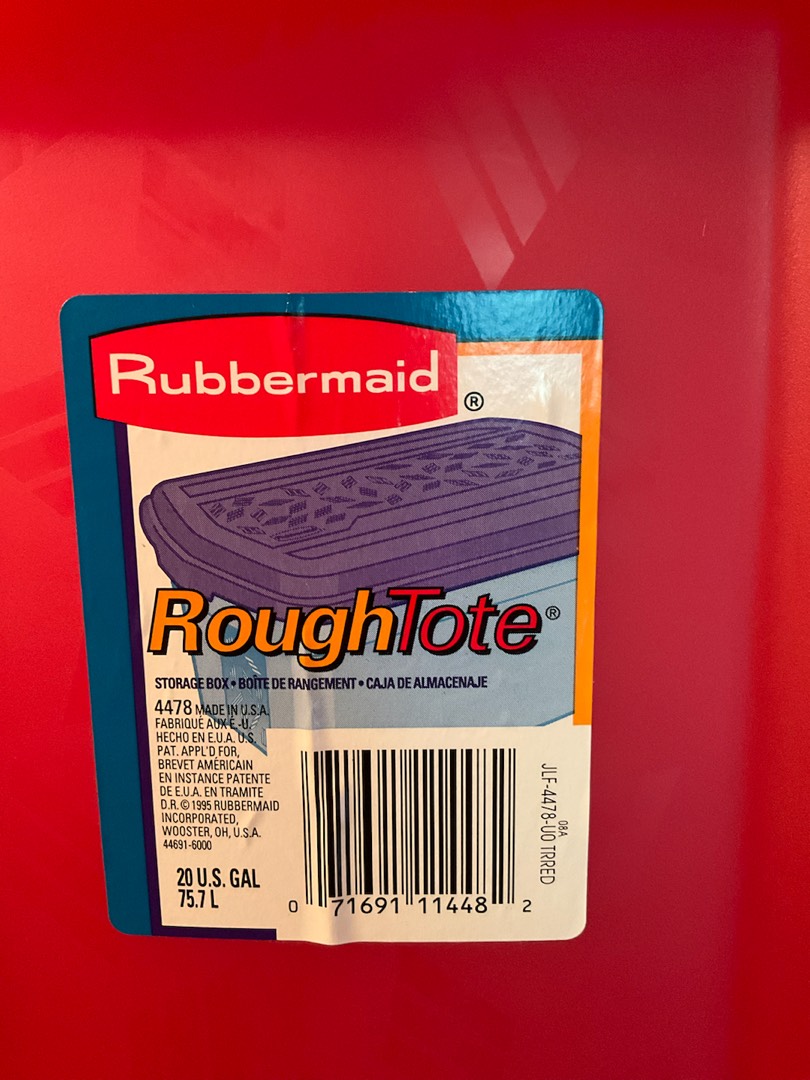 Rubbermaid®
RoughTote®
STORAGE BOX • BOÎTE DE RANGEMENT • CAJA DE ALMACENAJE
4478 MADE IN U.S.A.
FABRIQUÉ AUX É.-U.
HECHO EN E.U.A. U.S.
PAT. APPL'D FOR,
BREVET AMÉRICAIN
EN INSTANCE PATENTE
DE E.U.A. EN TRAMITE
D.R. © 1995 RUBBERMAID
INCORPORATED,
WOOSTER, OH, U.S.A.
44691-6000
20 U.S. GAL
75.7 L
0 71691 11448 2
08A
JLF-4478-U0 TRRED